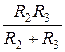 R₂R₃
R₂ + R₃